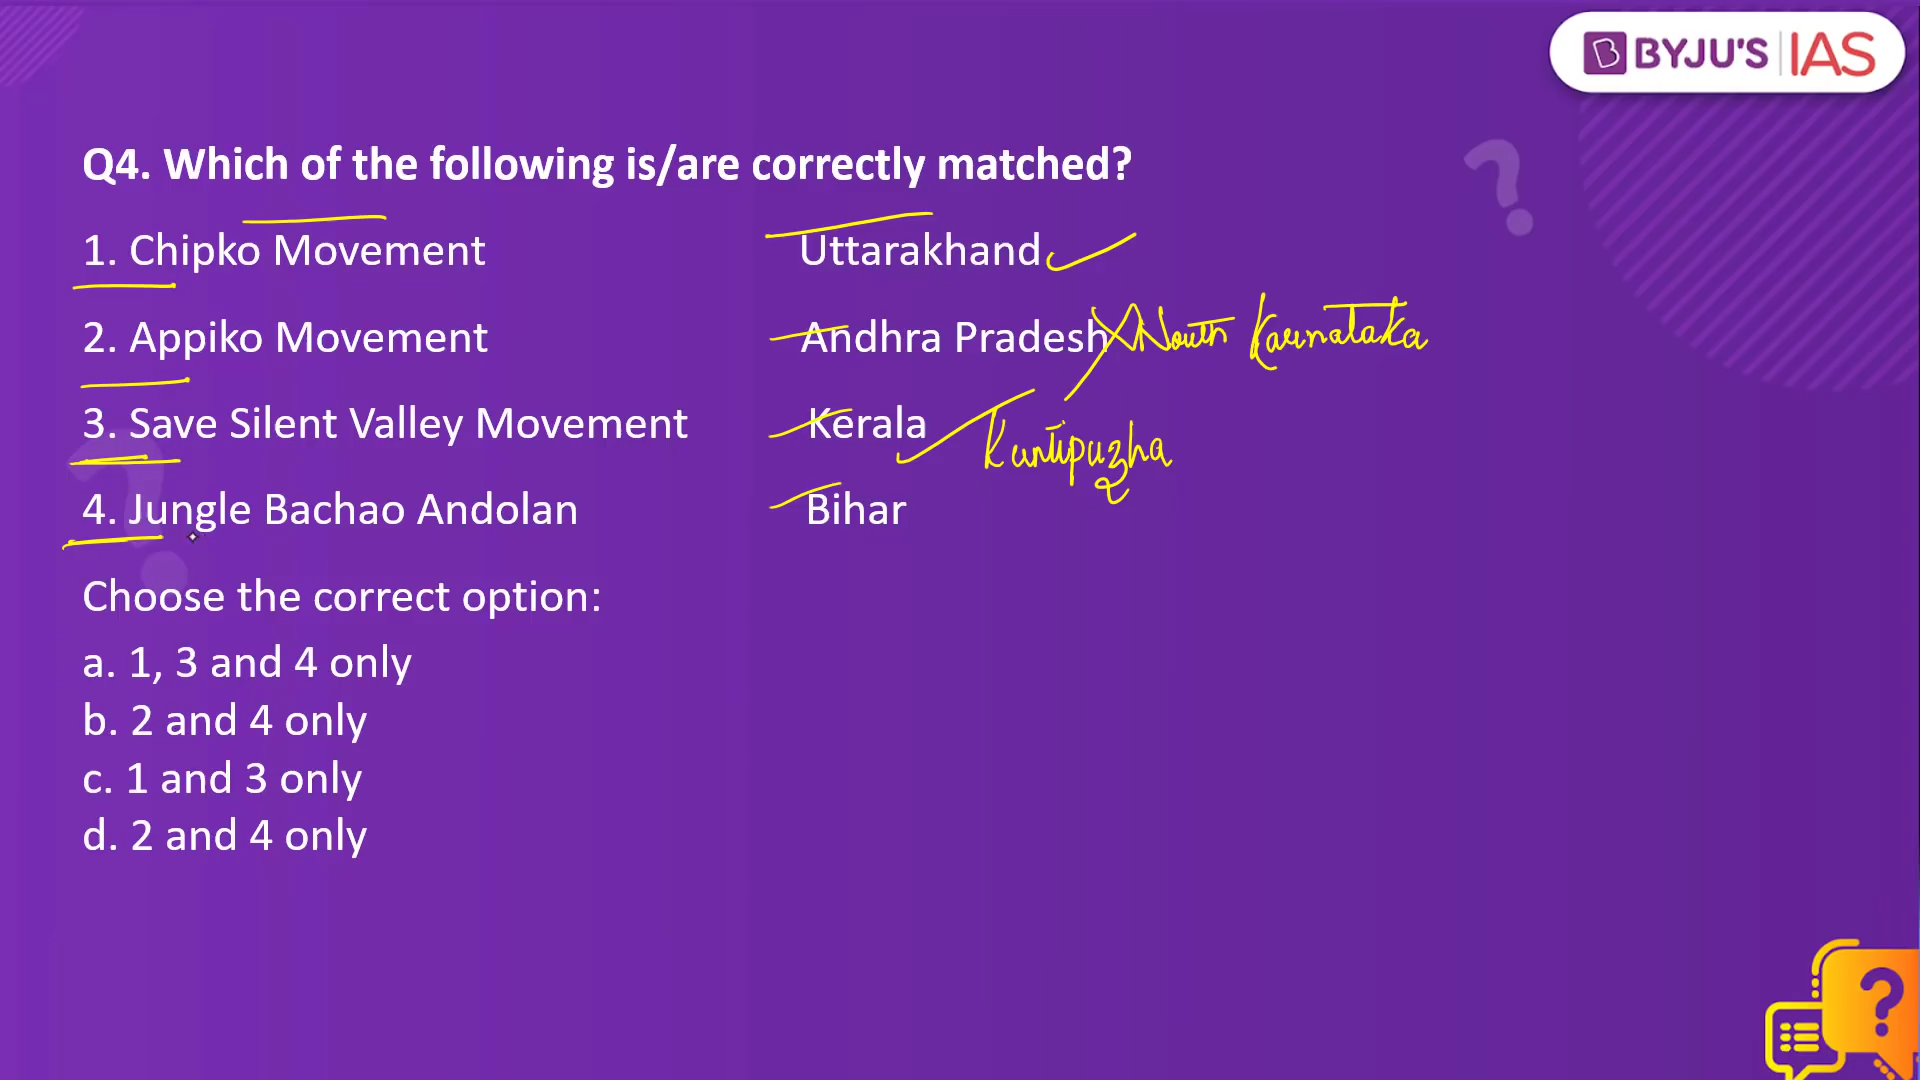 BYJU'S IAS
Q4. Which of the following is/are correctly matched?
1. Chipko Movement Uttarakhand
2. Appiko Movement Andhra Pradesh North Karnataka
3. Save Silent Valley Movement Kerala Kuntipuzha
4. Jungle Bachao Andolan Bihar
Choose the correct option:
a. 1, 3 and 4 only
b. 2 and 4 only
c. 1 and 3 only
d. 2 and 4 only